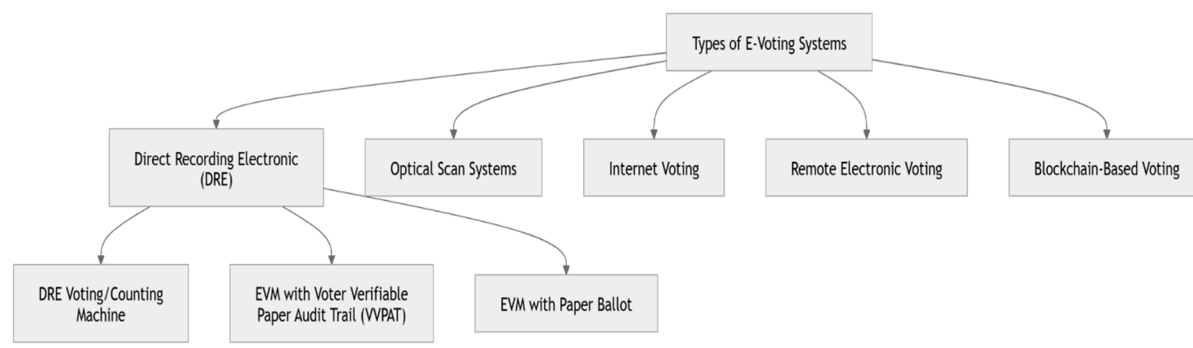 Types of E-Voting Systems
Direct Recording Electronic
(DRE)
Optical Scan Systems
Internet Voting
Remote Electronic Voting
Blockchain-Based Voting
DRE Voting/Counting
Machine
EVM with Voter Verifiable
Paper Audit Trail (VVPAT)
EVM with Paper Ballot